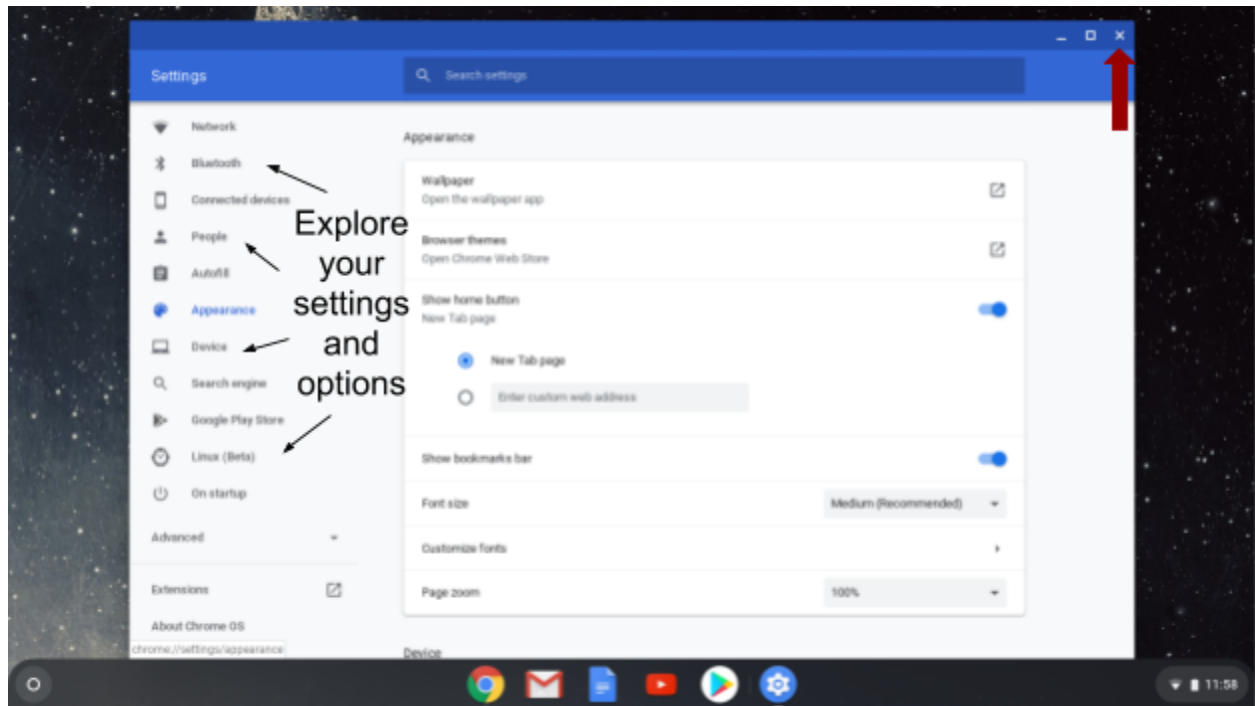 Settings
Search settings
Network
Bluetooth
Connected devices
People
Autofill
Appearance
Device
Search engine
Google Play Store
Linux (Beta)
On startup
Advanced
Extensions
About Chrome OS
chrome://settings/appearance
Explore
your
settings
and
options
Appearance
Wallpaper
Open the wallpaper app
Browser themes
Open Chrome Web Store
Show home button
New Tab page
New Tab page
Enter custom web address
Show bookmarks bar
Font size
Medium (Recommended)
Customize fonts
Page zoom
100%
Device
11:58